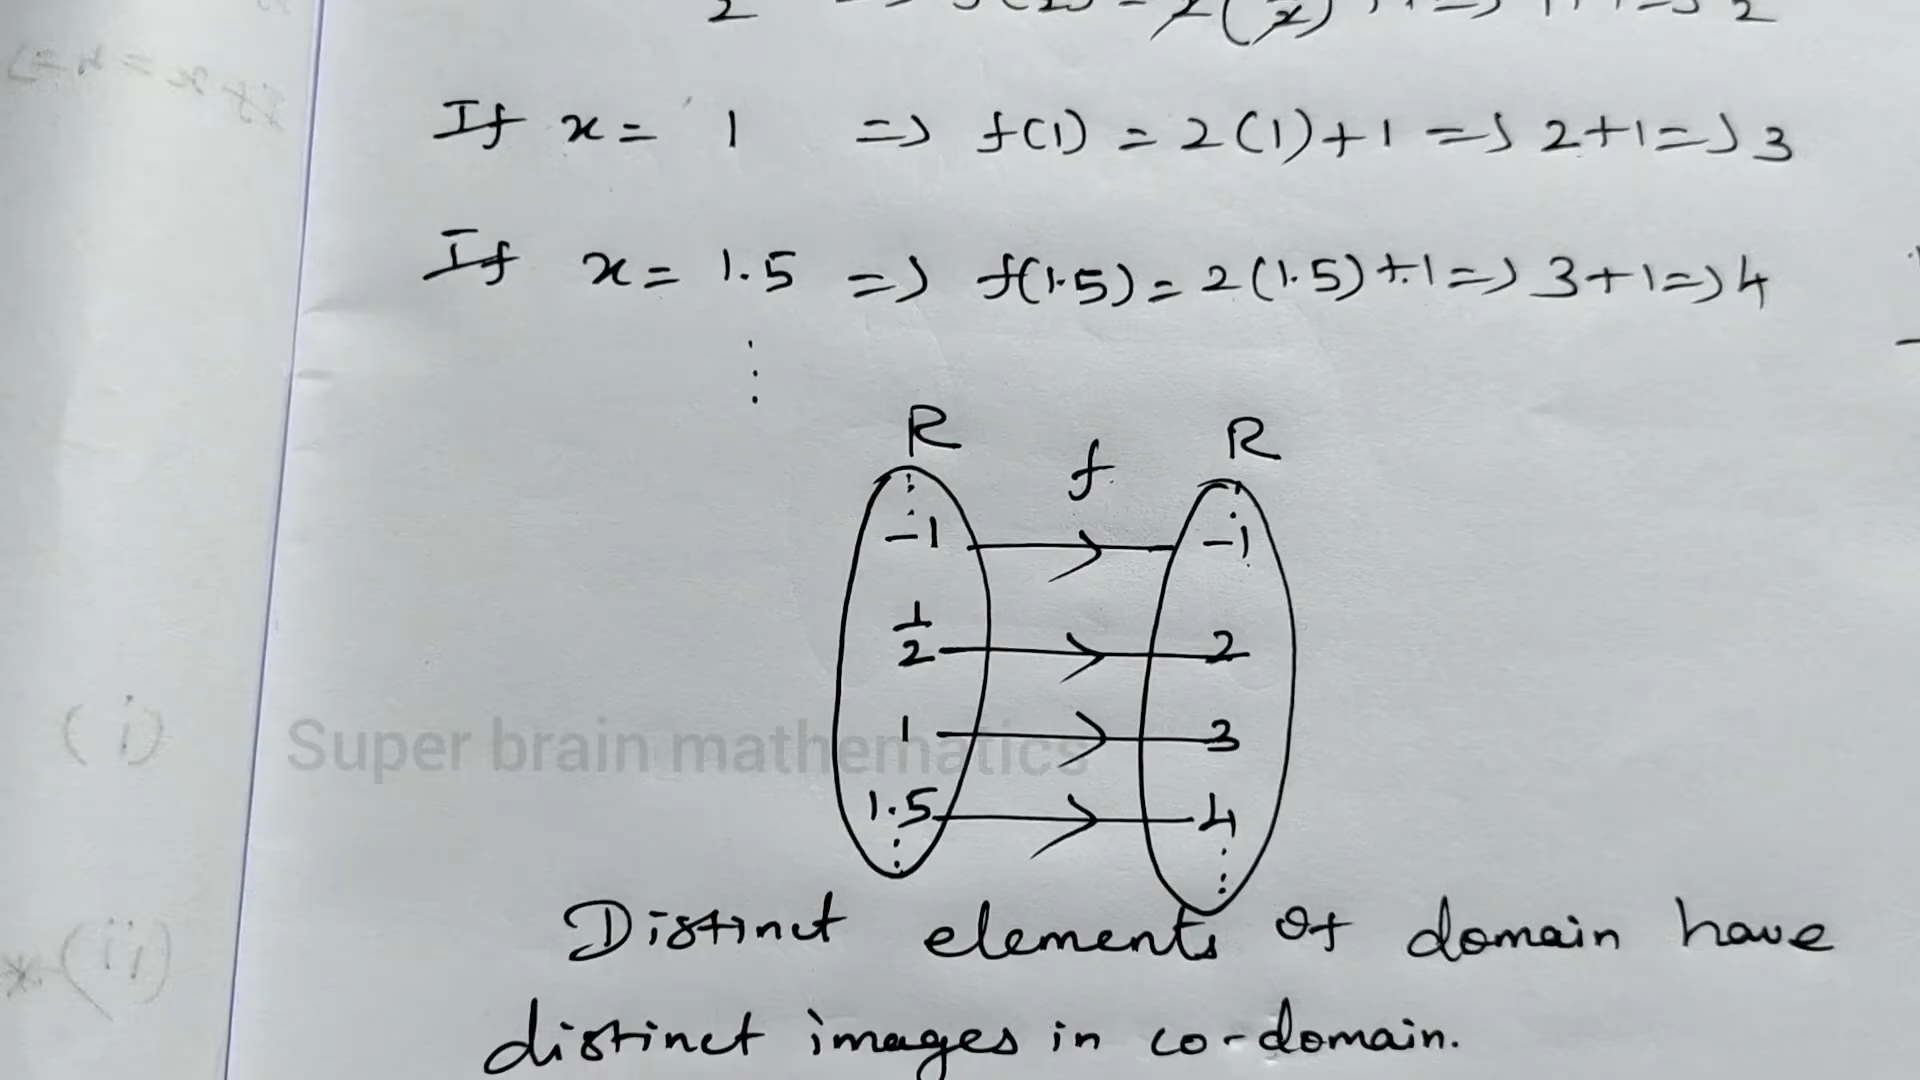 If x = 1 => f(1) = 2(1)+1 => 2+1 => 3
If x = 1.5 => f(1.5) = 2(1.5)+1 => 3+1 => 4
⋮
R f R
-1 -1
1/2 2
1 3
1.5 4
Super brain mathematics
Distinct elements of domain have
distinct images in co-domain.